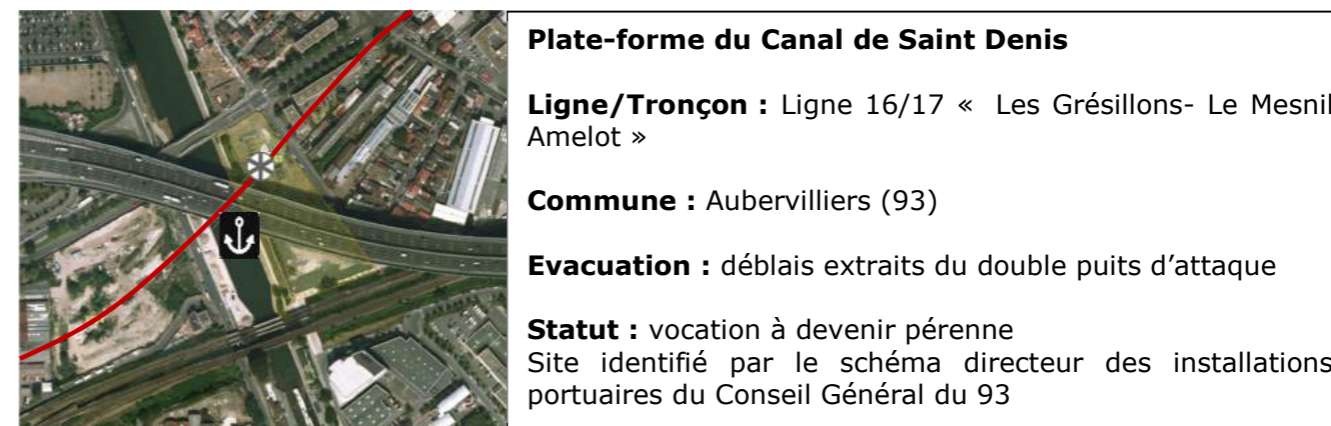 Plate-forme du Canal de Saint Denis
Ligne/Tronçon : Ligne 16/17 «  Les Grésillons- Le Mesnil
Amelot »
Commune : Aubervilliers (93)
Evacuation : déblais extraits du double puits d’attaque
Statut : vocation à devenir pérenne
Site identifié par le schéma directeur des installations
portuaires du Conseil Général du 93